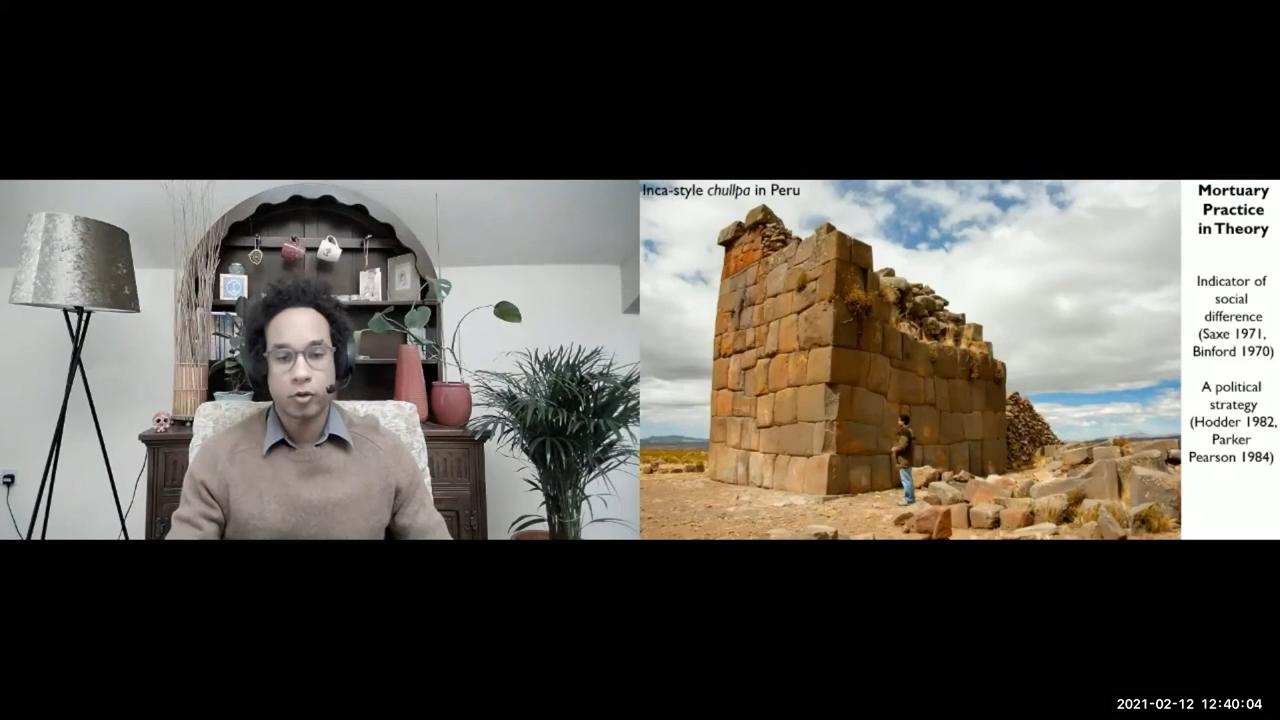 Inca-style chullpa in Peru
Mortuary
Practice
in Theory
Indicator of
social
difference
(Saxe 1971,
Binford 1970)
A political
strategy
(Hodder 1982,
Parker
Pearson 1984)
2021-02-12 12:40:04